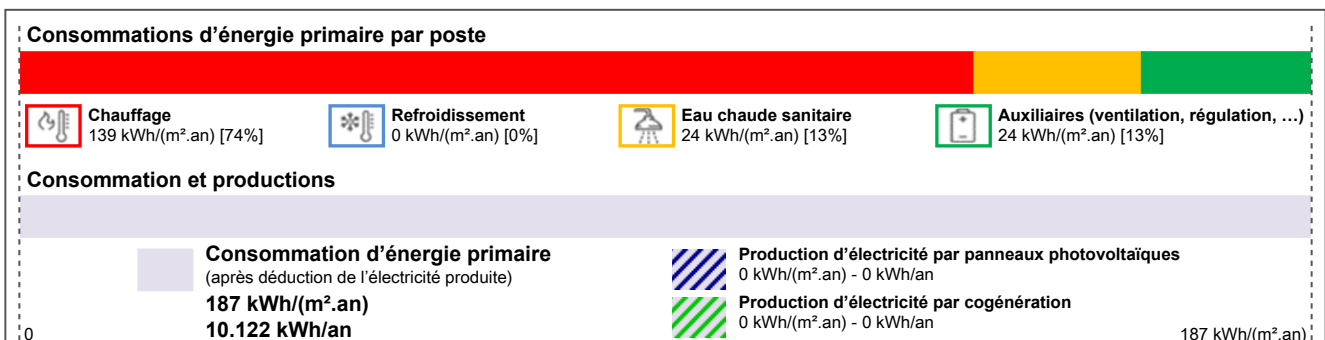 Consommations d’énergie primaire par poste
Chauffage
139 kWh/(m².an) [74%]
Refroidissement
0 kWh/(m².an) [0%]
Eau chaude sanitaire
24 kWh/(m².an) [13%]
Auxiliaires (ventilation, régulation, …)
24 kWh/(m².an) [13%]
Consommation et productions
Consommation d’énergie primaire
(après déduction de l’électricité produite)
187 kWh/(m².an)
10.122 kWh/an
Production d’électricité par panneaux photovoltaïques
0 kWh/(m².an) - 0 kWh/an
Production d’électricité par cogénération
0 kWh/(m².an) - 0 kWh/an
0
187 kWh/(m².an)